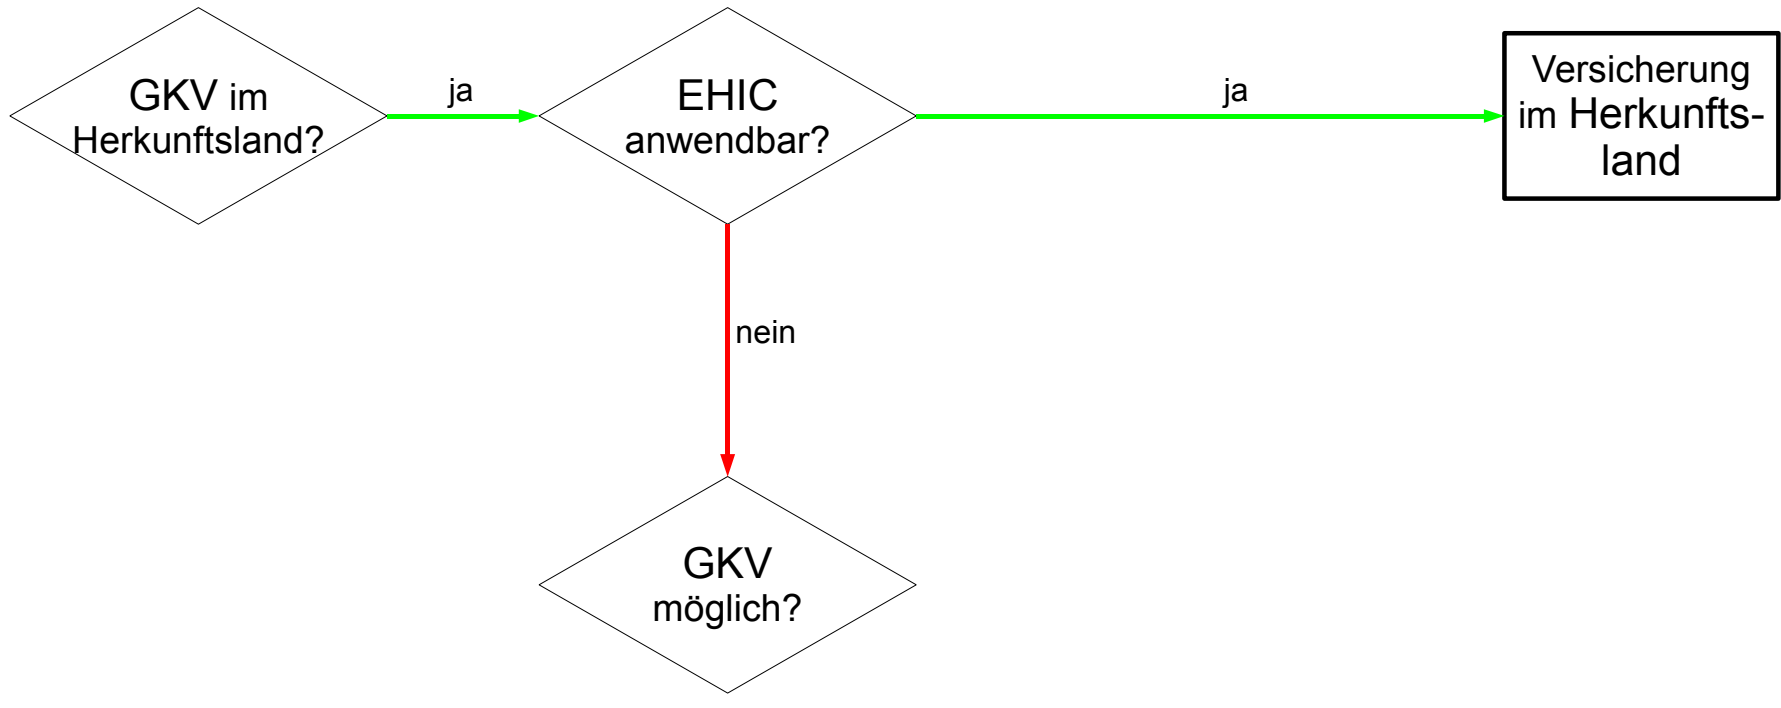 GKV im
Herkunftsland?
ja
EHIC
anwendbar?
ja
Versicherung
im Herkunfts-
land
nein
GKV
möglich?